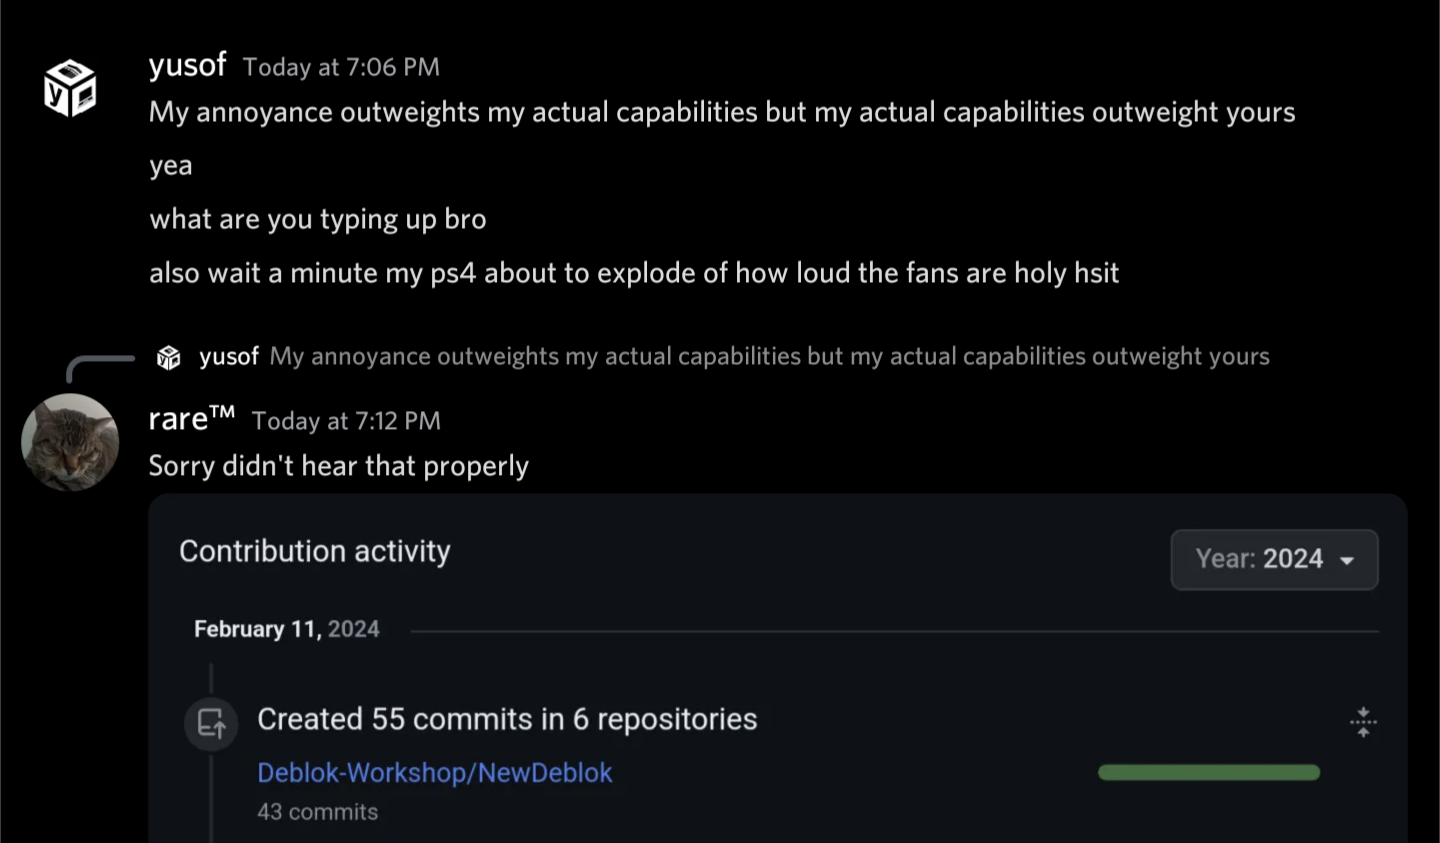 yusof Today at 7:06 PM
My annoyance outweights my actual capabilities but my actual capabilities outweight yours
yea
what are you typing up bro
also wait a minute my ps4 about to explode of how loud the fans are holy hsit
yusof My annoyance outweights my actual capabilities but my actual capabilities outweight yours
rare™ Today at 7:12 PM
Sorry didn't hear that properly
Contribution activity
Year: 2024
February 11, 2024
Created 55 commits in 6 repositories
Deblok-Workshop/NewDeblok
43 commits